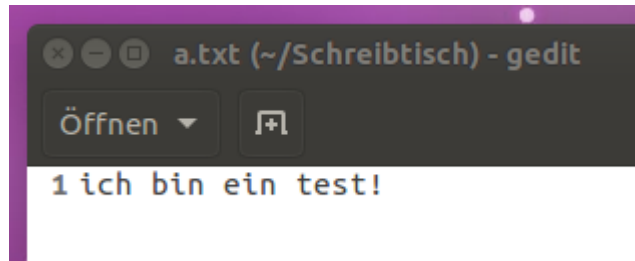 a.txt (~/Schreibtisch) - gedit
Öffnen
1 ich bin ein test!